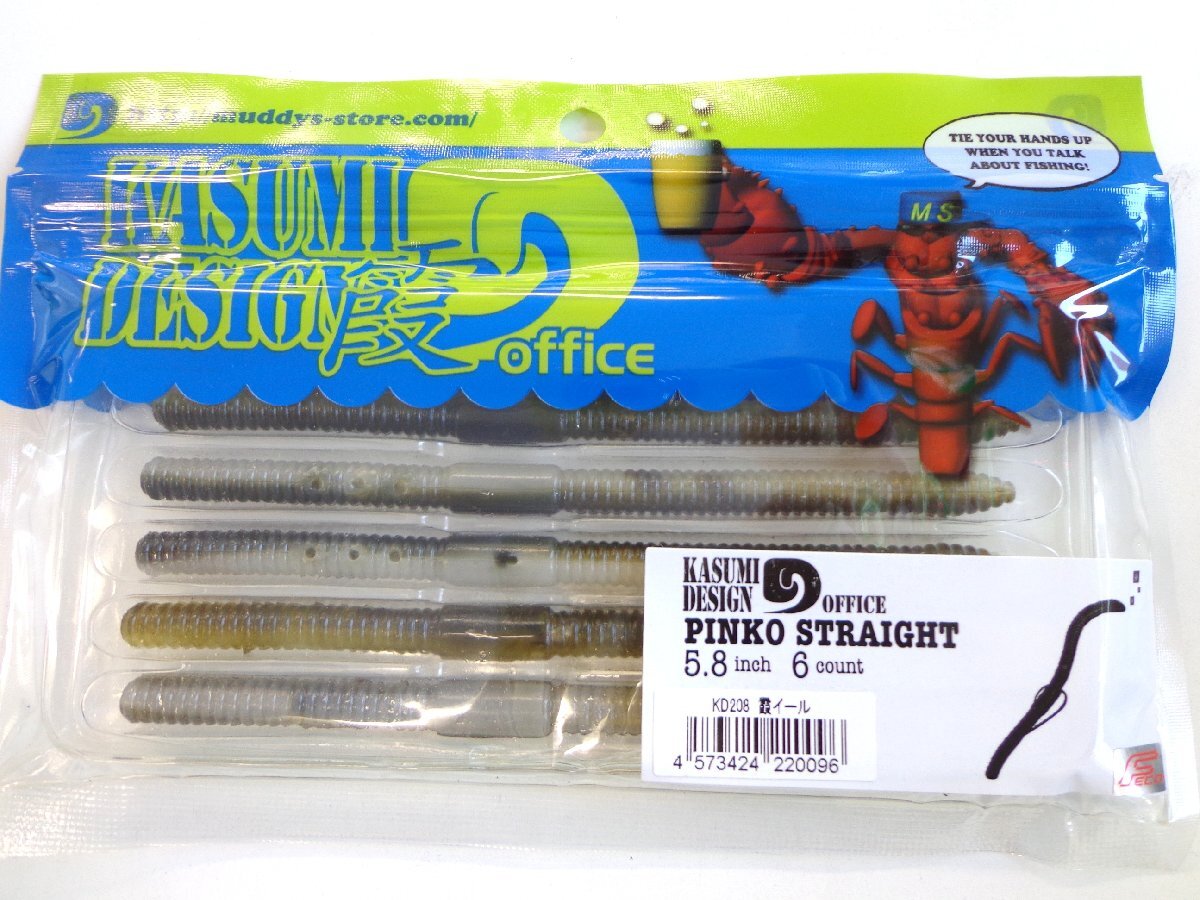 muddys-store.com/
TIE YOUR HANDS UP
WHEN YOU TALK
ABOUT FISHING!
KASUMI
DESIGN霞
office
MS
KASUMI
DESIGN OFFICE
PINKO STRAIGHT
5.8 inch 6 count
KD208 霞イール
4 573424 220096